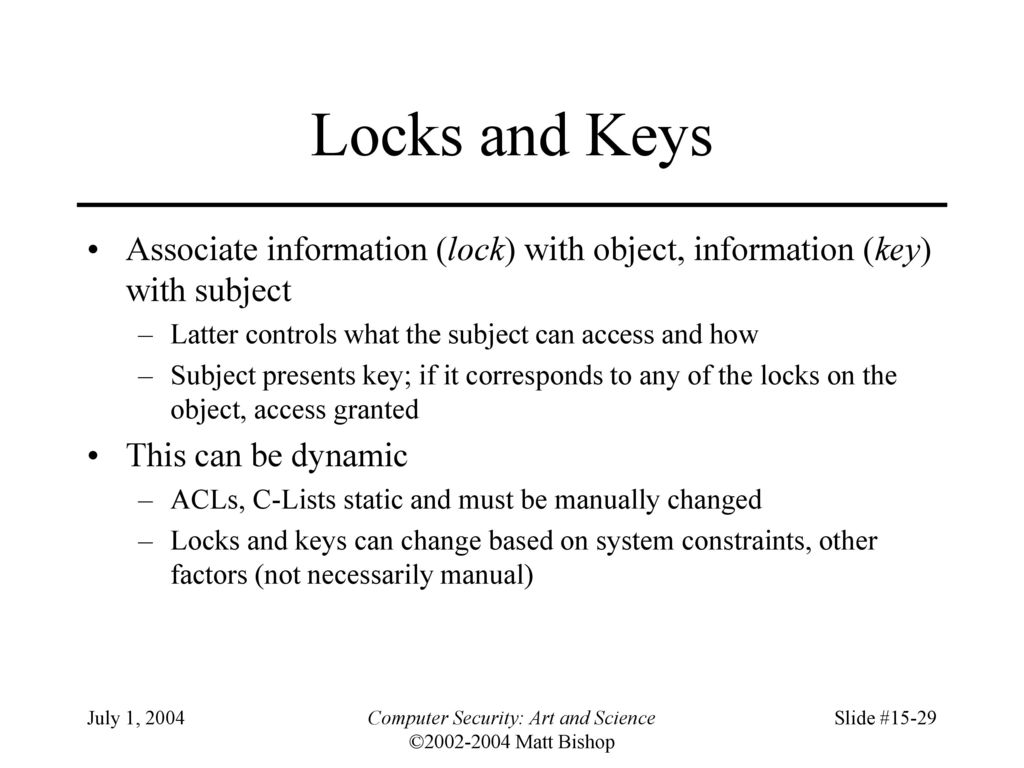 Locks and Keys
• Associate information (lock) with object, information (key)
with subject
– Latter controls what the subject can access and how
– Subject presents key; if it corresponds to any of the locks on the
object, access granted
• This can be dynamic
– ACLs, C-Lists static and must be manually changed
– Locks and keys can change based on system constraints, other
factors (not necessarily manual)
July 1, 2004
Computer Security: Art and Science
©2002-2004 Matt Bishop
Slide #15-29